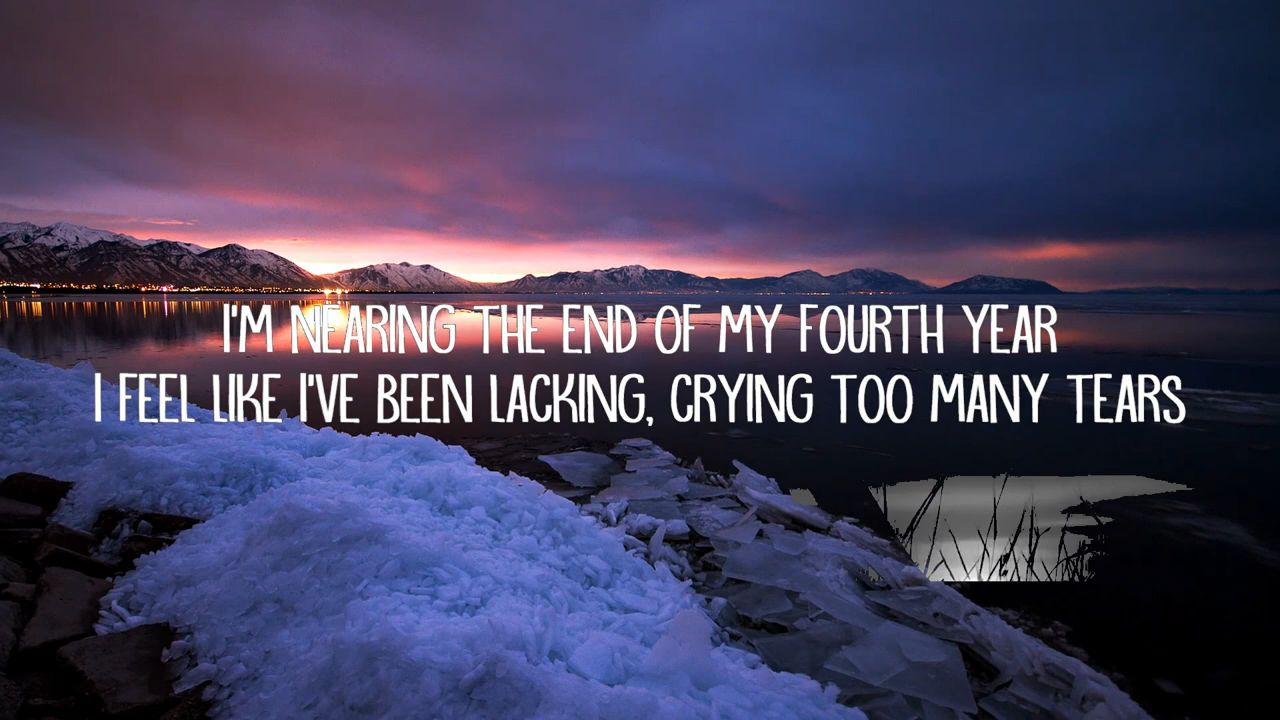 I'M NEARING THE END OF MY FOURTH YEAR
I FEEL LIKE I'VE BEEN LACKING, CRYING TOO MANY TEARS